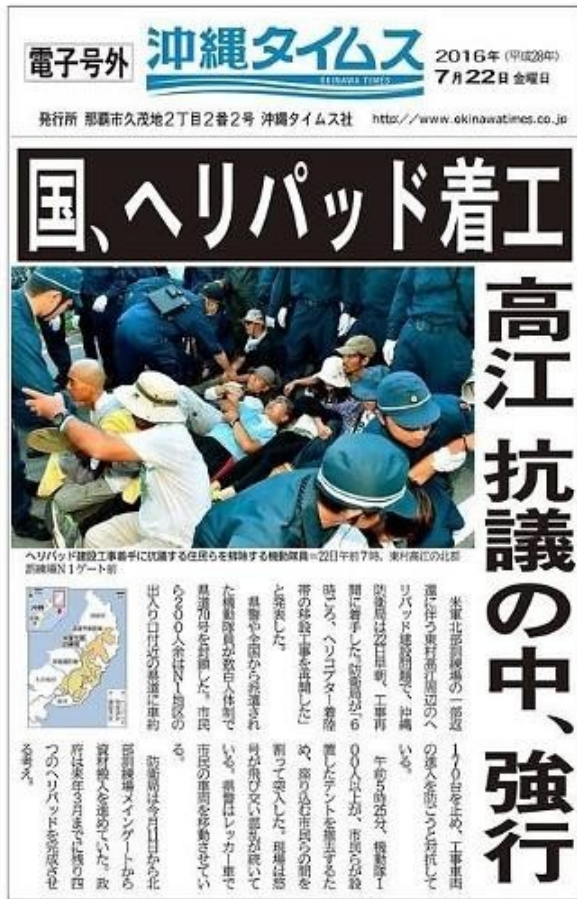 電子号外
沖縄タイムス
OKINAWA TIMES
2016年(平成28年)
7月22日 金曜日
発行所 那覇市久茂地2丁目2番2号 沖縄タイムス社 http://www.okinawatimes.co.jp
国、ヘリパッド着工
高江 抗議の中、強行
ヘリパッド建設工事着手に抗議する住民らを排除する機動隊員=22日午前7時、東村高江の北部
訓練場N1ゲート前
米軍北部訓練場の一部返
還に伴う東村高江周辺のヘ
リパッド建設問題で、沖縄
防衛局は22日早朝、工事再
開に着手した。防衛局が「6
時ごろ、ヘリコプター着陸
帯の移設工事を再開した」
と発表した。
県警や全国から派遣され
た機動隊員が数百人体制で
県道70号を封鎖した。市民
ら200人余はN1地区の
出入り口付近の県道に車約
170台を止め、工事車両
の進入を防ごうと対抗して
いる。
午前5時25分、機動隊1
00人以上が、市民らが設
置したテントを撤去するた
め、座り込む市民らの間を
割って突入した。現場は怒
号が飛び交い混乱が続いて
いる。県警はレッカー車で
市民の車両を移動させてい
る。
防衛局は今月11日から北
部訓練場メインゲートから
資材搬入を進めていた。政
府は来年3月までに残り四
つのヘリパッドを完成させ
る考え。